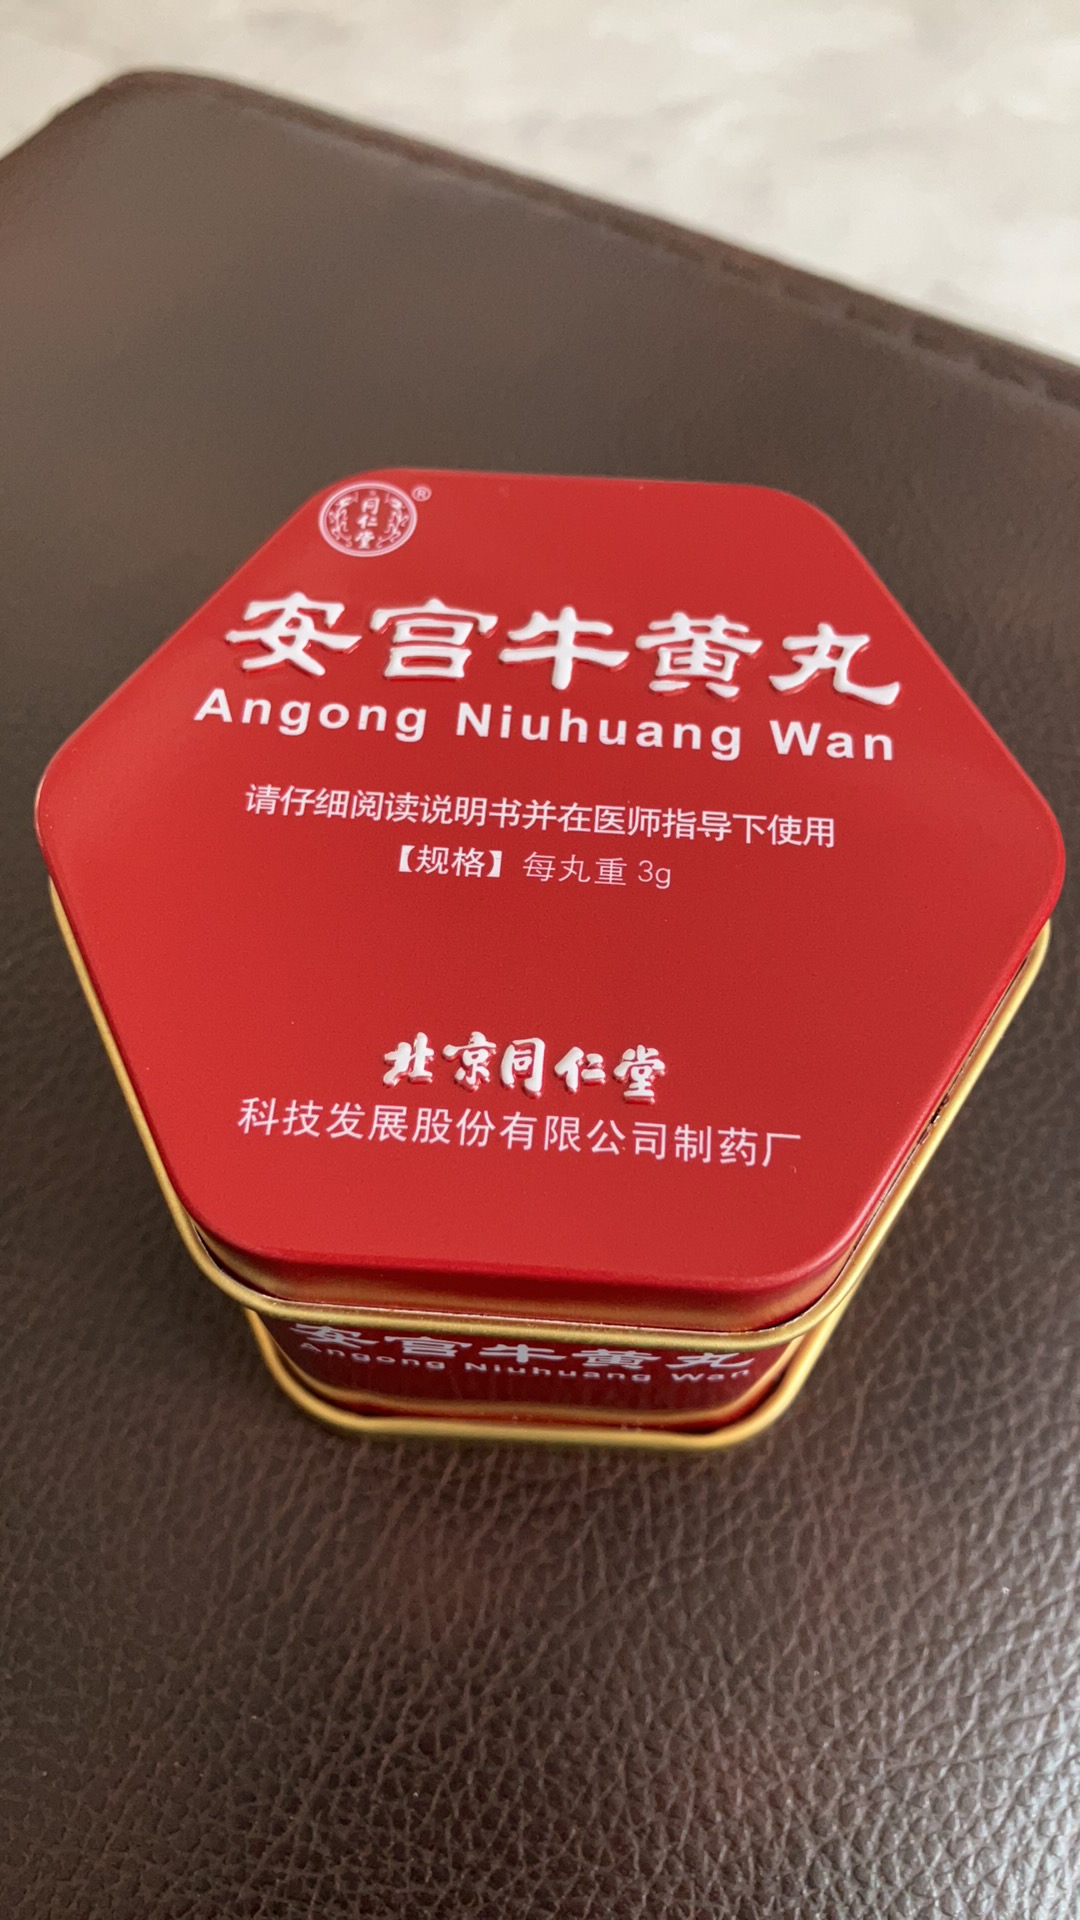 同仁堂®
安宫牛黄丸
Angong Niuhuang Wan
请仔细阅读说明书并在医师指导下使用
【规格】每丸重 3g
北京同仁堂
科技发展股份有限公司制药厂
安宫牛黄丸
Angong Niuhuang Wan